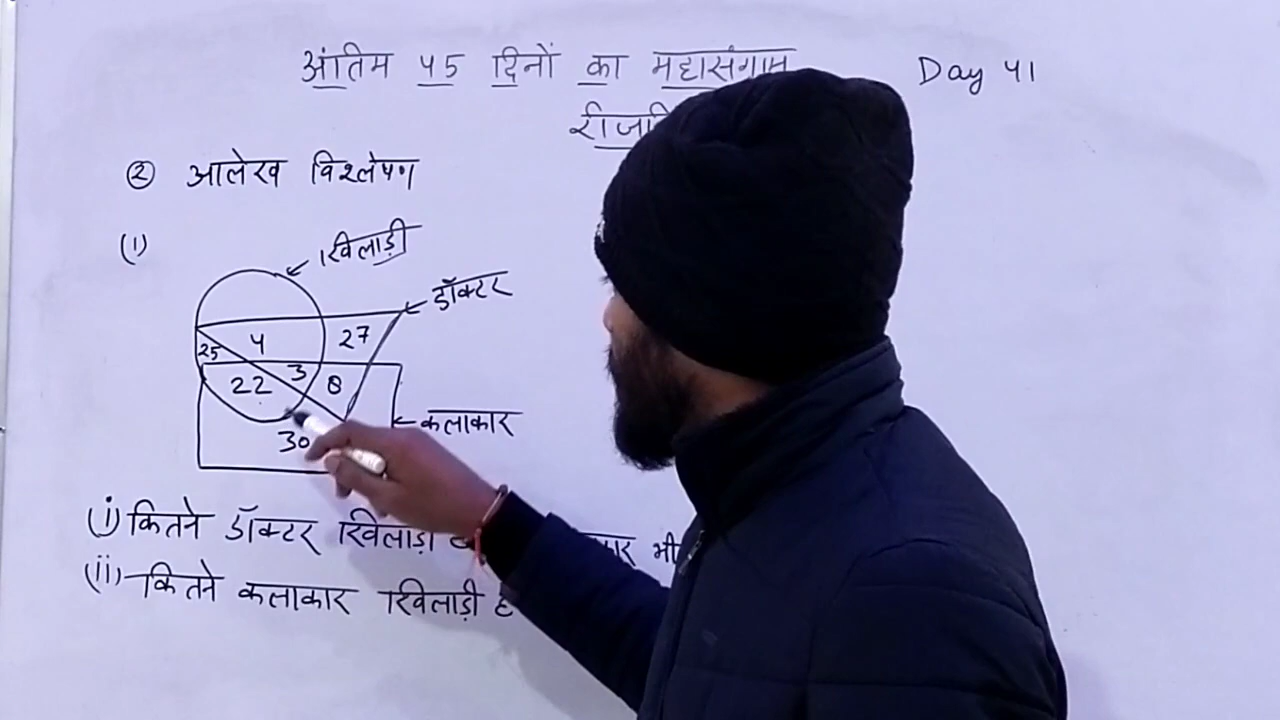 अंतिम 45 दिनों का महासंग्राम Day 41
② आलेख विश्लेषण
(1)
खिलाड़ी
डॉक्टर
4 27
25
22 3 8
कलाकार
30
(i) कितने डॉक्टर खिलाड़ी भी
(ii) कितने कलाकार खिलाड़ी